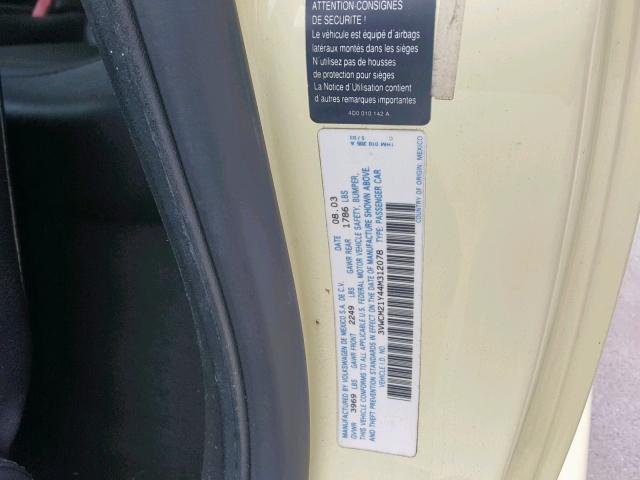 ATTENTION-CONSIGNES
DE SECURITE !
Le véhicule est équipé d'airbags
latéraux montés dans les sièges
N'utilisez pas de housses
de protection pour sièges
La Notice d'Utilisation contient
d'autres remarques importantes
4D0 010 142 A
MANUFACTURED BY VOLKSWAGEN DE MEXICO S.A. DE C.V. DATE 08.03
GVWR 3969 LBS GAWR FRONT 2249 LBS GAWR REAR 1786 LBS
THIS VEHICLE CONFORMS TO ALL APPLICABLE U.S. FEDERAL MOTOR VEHICLE SAFETY, BUMPER,
AND THEFT PREVENTION STANDARDS IN EFFECT ON THE DATE OF MANUFACTURE SHOWN ABOVE.
VEHICLE I.D. NO. 3VWCM21Y44M312078 TYPE: PASSENGER CAR
COUNTRY OF ORIGIN: MEXICO